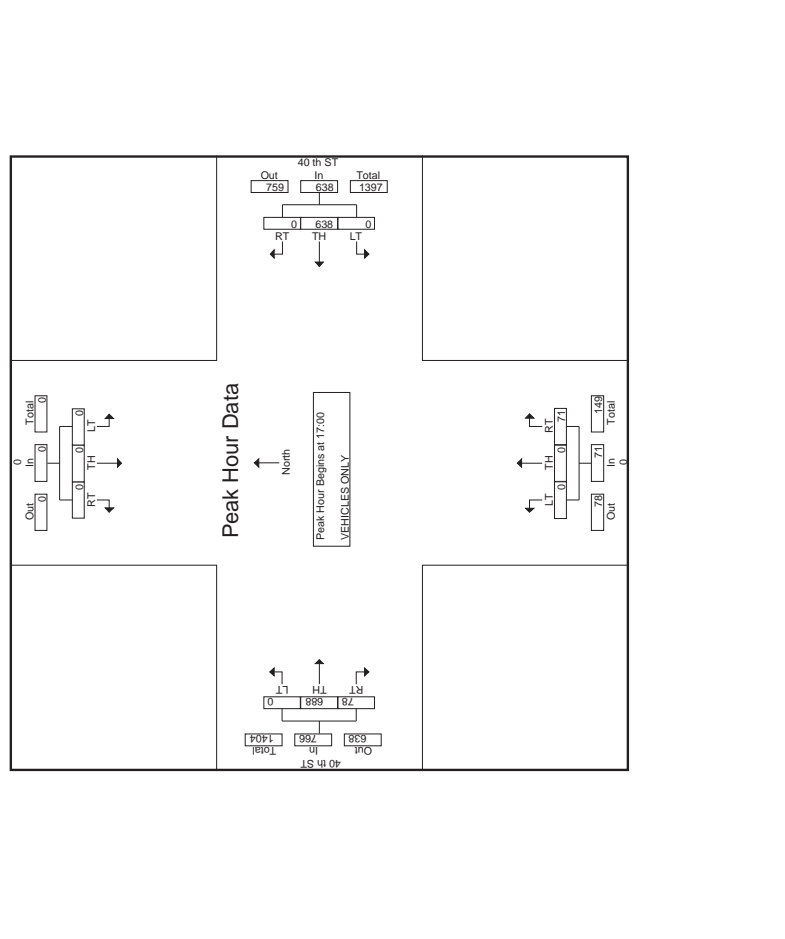 40 th ST
Out In Total
759 638 1397
0 638 0
RT TH LT
Total
0
In
0
Out
0
0
0
LT
0
TH
0
RT
Peak Hour Data
North
Peak Hour Begins at 17:00
VEHICLES ONLY
71
RT
0
TH
0
LT
149
Total
71
In
78
Out
0
LT TH RT
0 688 78
1404 766 638
Total In Out
40 th ST